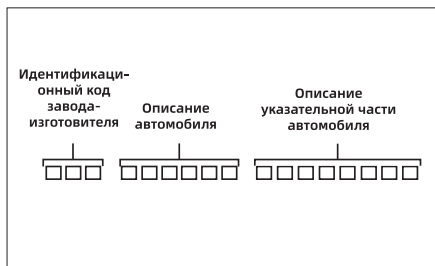 Идентификаци-
онный код
завода-
изготовителя
Описание
автомобиля
Описание
указательной части
автомобиля